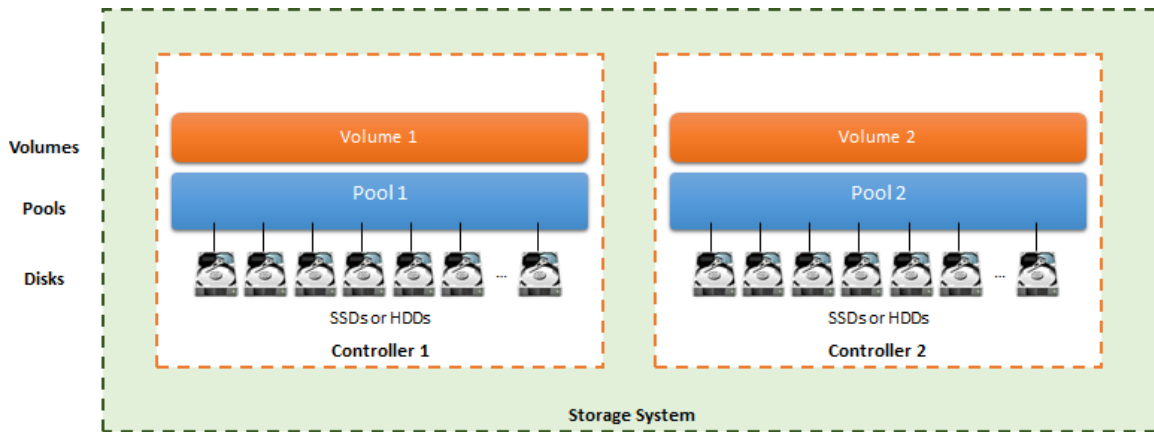 Volumes
Volume 1
Volume 2
Pools
Pool 1
Pool 2
Disks
...
...
SSDs or HDDs
SSDs or HDDs
Controller 1
Controller 2
Storage System